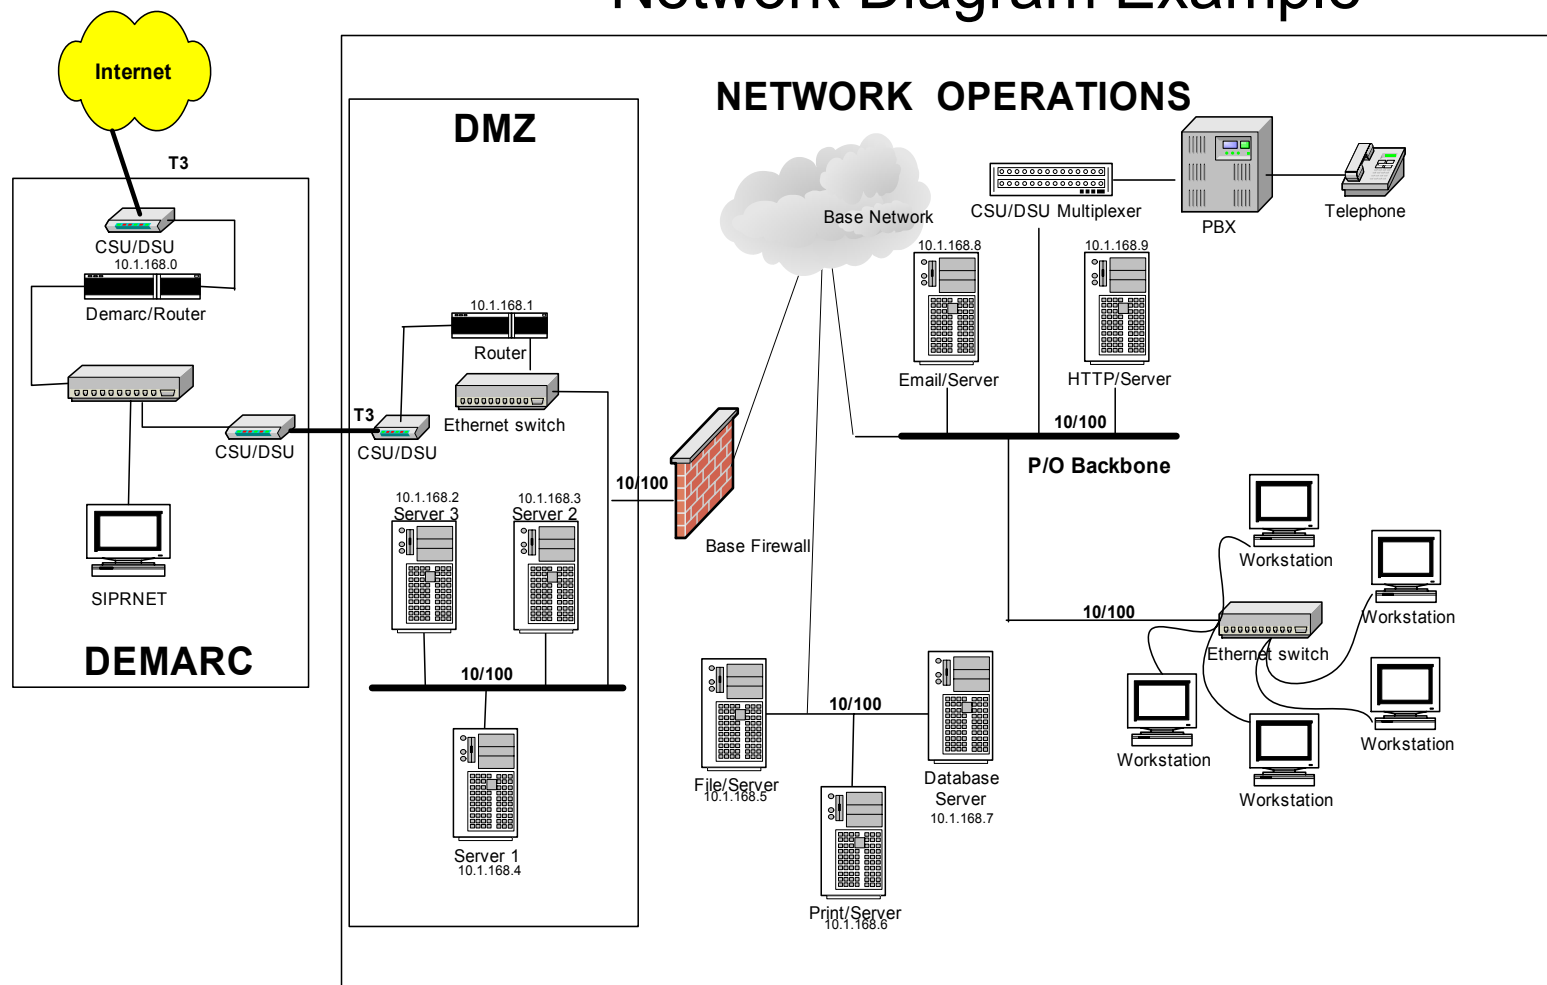 Network Diagram Example
Internet
T3
CSU/DSU
10.1.168.0
Demarc/Router
CSU/DSU
SIPRNET
DEMARC
DMZ
10.1.168.1
Router
Ethernet switch
T3
CSU/DSU
10.1.168.2
Server 3
10.1.168.3
Server 2
10/100
Server 1
10.1.168.4
NETWORK OPERATIONS
10/100
Base Firewall
Base Network
CSU/DSU Multiplexer
PBX
Telephone
10.1.168.8
Email/Server
10.1.168.9
HTTP/Server
10/100
P/O Backbone
10/100
Ethernet switch
Workstation
Workstation
Workstation
Workstation
Workstation
10/100
File/Server
10.1.168.5
Print/Server
10.1.168.6
Database
Server
10.1.168.7